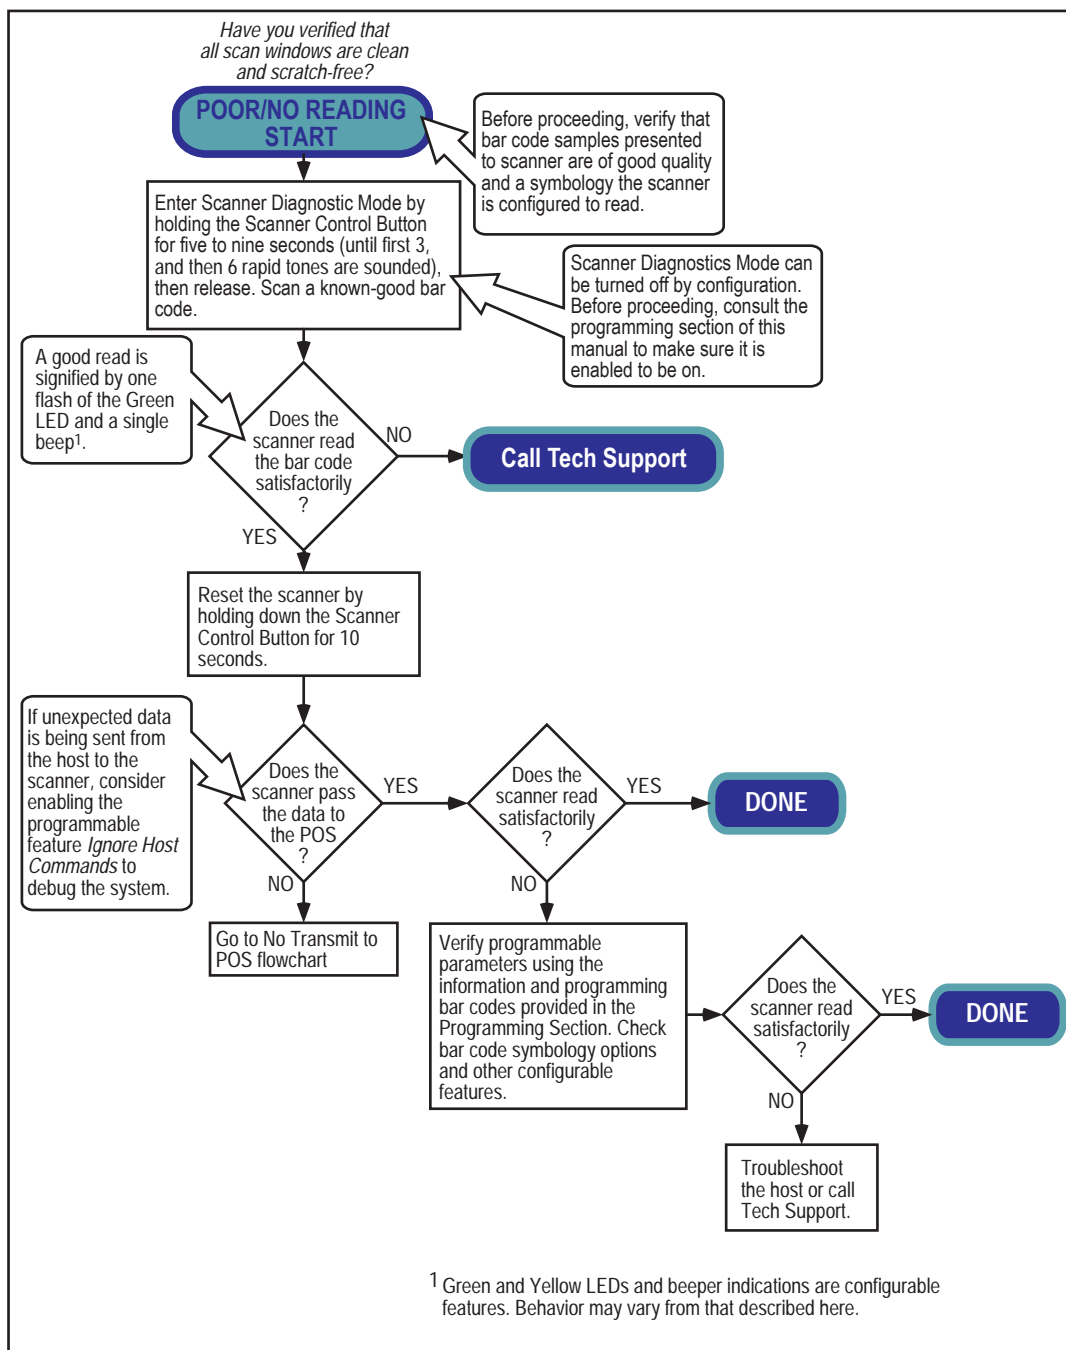 Have you verified that
all scan windows are clean
and scratch-free?
POOR/NO READING
START
Before proceeding, verify that
bar code samples presented
to scanner are of good quality
and a symbology the scanner
is configured to read.
Enter Scanner Diagnostic Mode by
holding the Scanner Control Button
for five to nine seconds (until first 3,
and then 6 rapid tones are sounded),
then release. Scan a known-good bar
code.
Scanner Diagnostics Mode can
be turned off by configuration.
Before proceeding, consult the
programming section of this
manual to make sure it is
enabled to be on.
A good read is
signified by one
flash of the Green
LED and a single
beep1.
Does the
scanner read
the bar code
satisfactorily
?
NO
Call Tech Support
YES
Reset the scanner by
holding down the Scanner
Control Button for 10
seconds.
If unexpected data
is being sent from
the host to the
scanner, consider
enabling the
programmable
feature Ignore Host
Commands to
debug the system.
Does the
scanner pass
the data to
the POS
?
YES
Does the
scanner read
satisfactorily
?
YES
DONE
NO
Go to No Transmit to
POS flowchart
NO
Verify programmable
parameters using the
information and programming
bar codes provided in the
Programming Section. Check
bar code symbology options
and other configurable
features.
Does the
scanner read
satisfactorily
?
YES
DONE
NO
Troubleshoot
the host or call
Tech Support.
1 Green and Yellow LEDs and beeper indications are configurable
features. Behavior may vary from that described here.